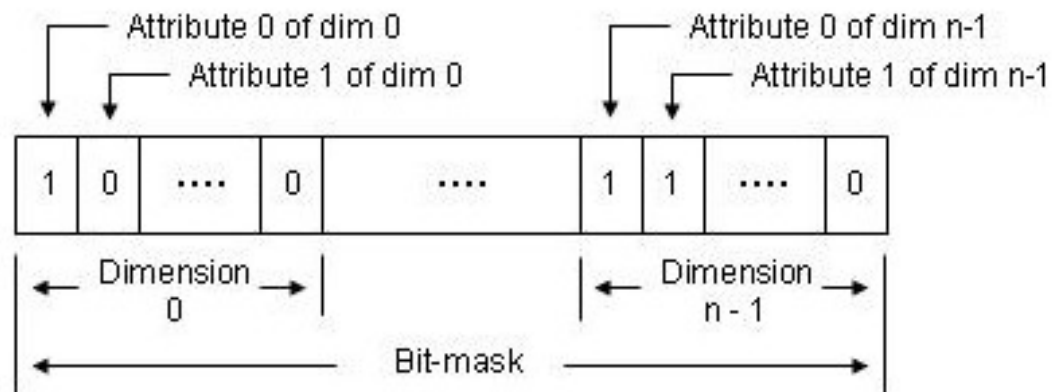 Attribute 0 of dim 0
Attribute 0 of dim n-1
Attribute 1 of dim 0
Attribute 1 of dim n-1
1 0 .... 0 .... 1 1 .... 0
Dimension
0
Dimension
n - 1
Bit-mask